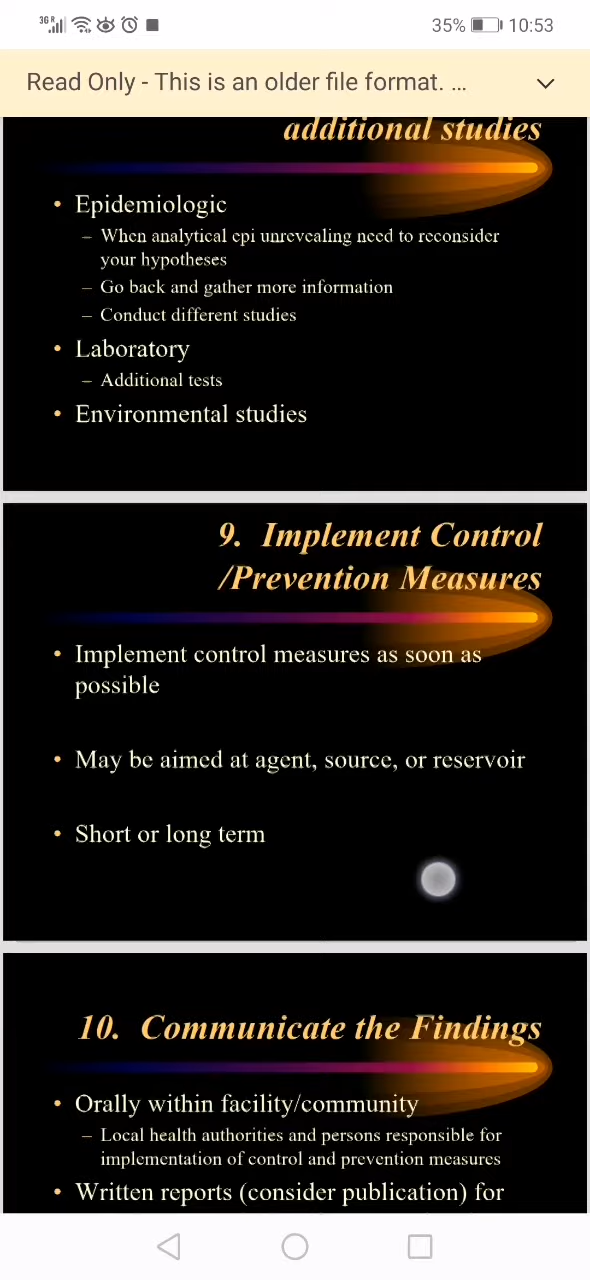 3G R
35% 10:53
Read Only - This is an older file format. ...
additional studies
• Epidemiologic
– When analytical epi unrevealing need to reconsider
your hypotheses
– Go back and gather more information
– Conduct different studies
• Laboratory
– Additional tests
• Environmental studies
9. Implement Control
/Prevention Measures
• Implement control measures as soon as
possible
• May be aimed at agent, source, or reservoir
• Short or long term
10. Communicate the Findings
• Orally within facility/community
– Local health authorities and persons responsible for
implementation of control and prevention measures
• Written reports (consider publication) for